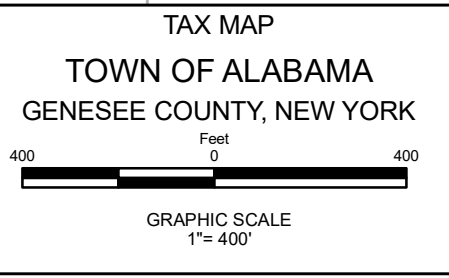 TAX MAP
TOWN OF ALABAMA
GENESEE COUNTY, NEW YORK
Feet
400 0 400
GRAPHIC SCALE
1"= 400'